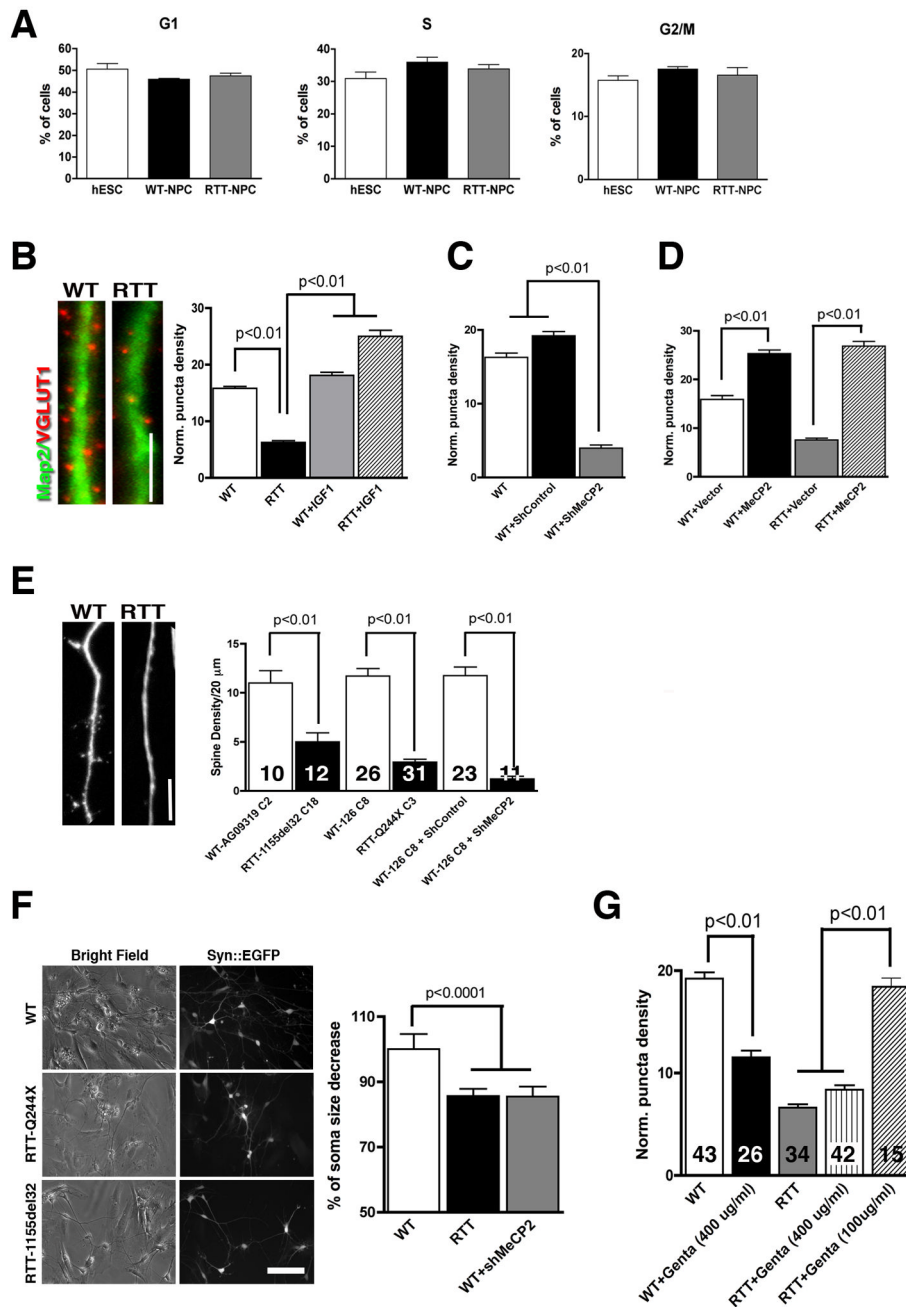 A
G1
S
G2/M
% of cells
60
50
40
30
20
10
0
hESC WT-NPC RTT-NPC
% of cells
40
30
20
10
0
hESC WT-NPC RTT-NPC
% of cells
20
10
0
hESC WT-NPC RTT-NPC
B
WT RTT
Map2/VGLUT1
Norm. puncta density
30
20
10
0
p<0.01
p<0.01
WT
RTT
WT+IGF1
RTT+IGF1
C
Norm. puncta density
20
10
0
p<0.01
WT
WT+ShControl
WT+ShMeCP2
D
Norm. puncta density
30
20
10
0
p<0.01
p<0.01
WT+Vector
WT+MeCP2
RTT+Vector
RTT+MeCP2
E
WT RTT
Spine Density/20 μm
15
10
5
0
p<0.01
p<0.01
p<0.01
10 12 26 31 23 11
WT-AG09319 C2
RTT-1155del32 C18
WT-126 C8
RTT-Q244X C3
WT-126 C8 + ShControl
WT-126 C8 + ShMeCP2
F
Bright Field
Syn::EGFP
WT
RTT-Q244X
RTT-1155del32
% of soma size decrease
110
90
70
50
p<0.0001
WT
RTT
WT+shMeCP2
G
Norm. puncta density
20
10
0
p<0.01
p<0.01
43 26 34 42 15
WT
WT+Genta (400 ug/ml)
RTT
RTT+Genta (400 ug/ml)
RTT+Genta (100ug/ml)